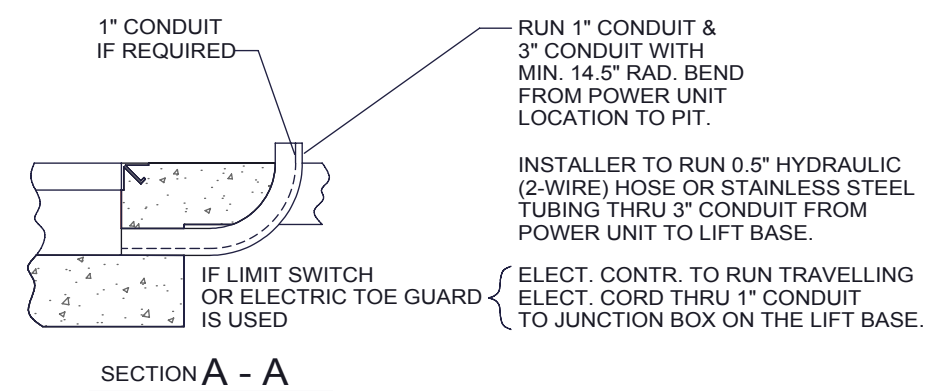 1" CONDUIT
IF REQUIRED
RUN 1" CONDUIT &
3" CONDUIT WITH
MIN. 14.5" RAD. BEND
FROM POWER UNIT
LOCATION TO PIT.
INSTALLER TO RUN 0.5" HYDRAULIC
(2-WIRE) HOSE OR STAINLESS STEEL
TUBING THRU 3" CONDUIT FROM
POWER UNIT TO LIFT BASE.
IF LIMIT SWITCH
OR ELECTRIC TOE GUARD
IS USED
ELECT. CONTR. TO RUN TRAVELLING
ELECT. CORD THRU 1" CONDUIT
TO JUNCTION BOX ON THE LIFT BASE.
SECTION A - A